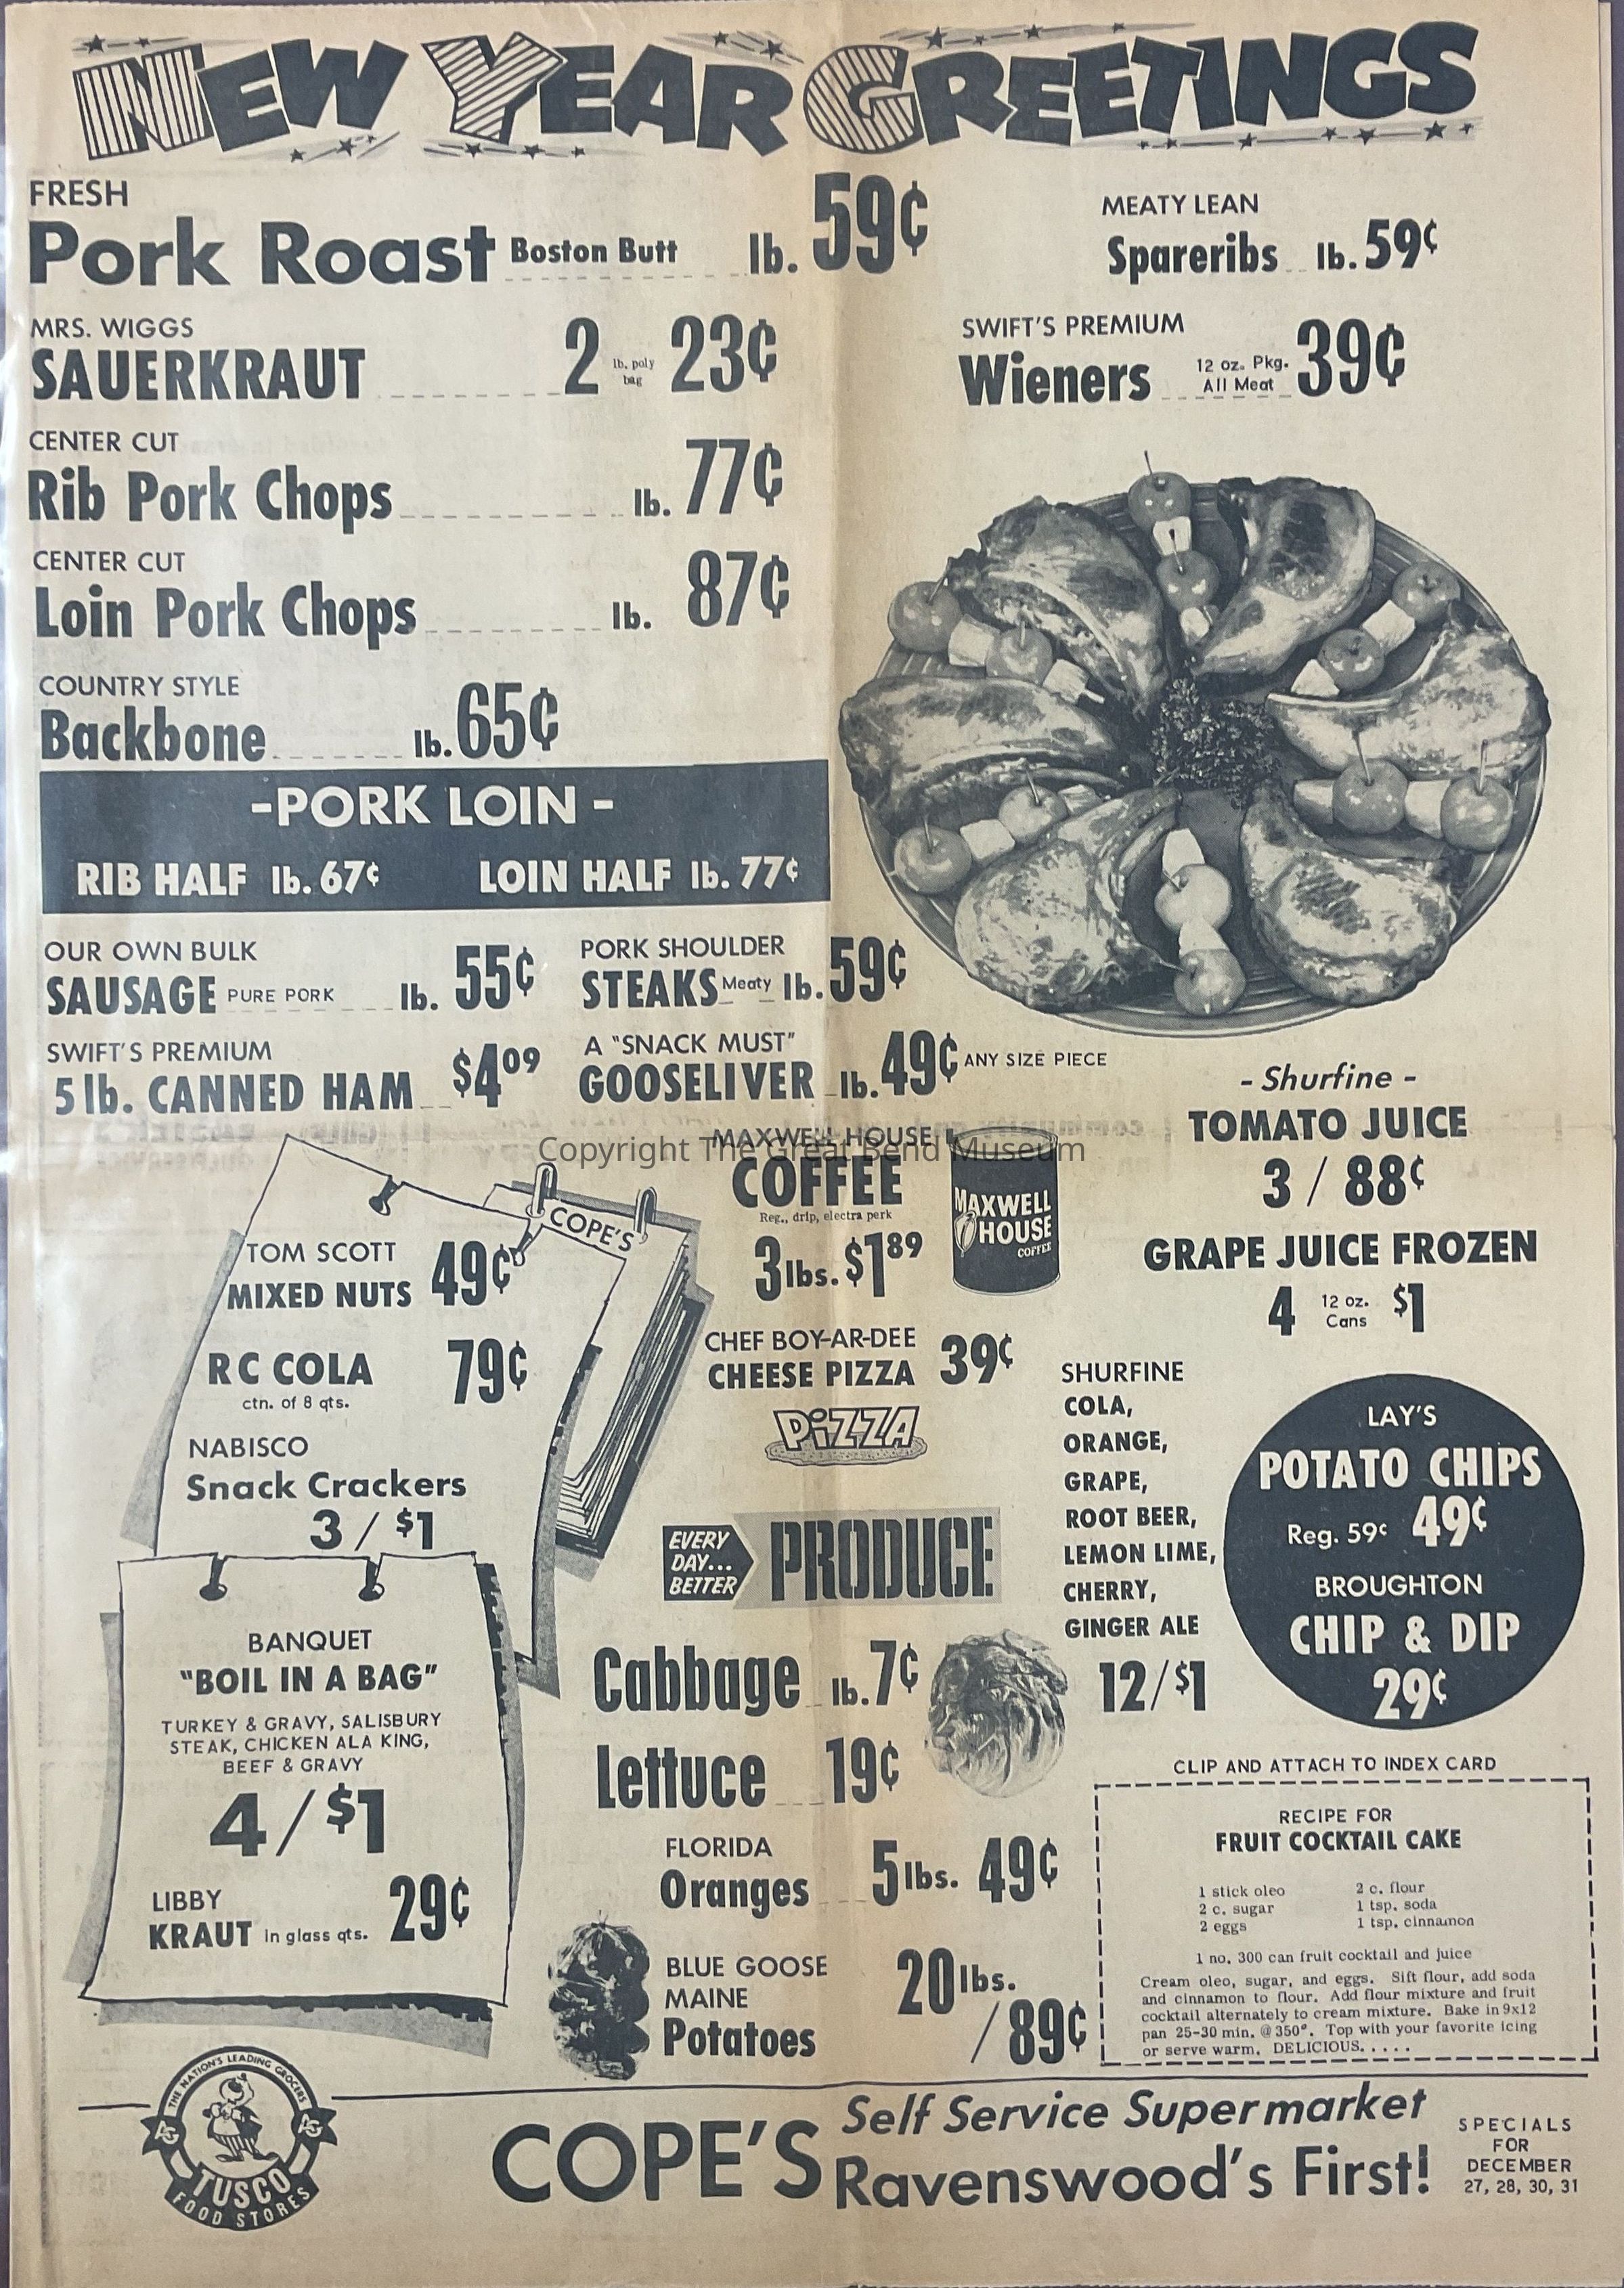 NEW YEAR GREETINGS
FRESH
Pork Roast Boston Butt lb. 59¢
MEATY LEAN
Spareribs lb. 59¢
MRS. WIGGS
SAUERKRAUT 2 lb. poly bag 23¢
SWIFT'S PREMIUM
Wieners 12 oz. Pkg. All Meat 39¢
CENTER CUT
Rib Pork Chops lb. 77¢
CENTER CUT
Loin Pork Chops lb. 87¢
COUNTRY STYLE
Backbone lb. 65¢
-PORK LOIN -
RIB HALF lb. 67¢ LOIN HALF lb. 77¢
OUR OWN BULK
SAUSAGE PURE PORK lb. 55¢
PORK SHOULDER
STEAKS Meaty lb. 59¢
SWIFT'S PREMIUM
5 lb. CANNED HAM $4 09
A "SNACK MUST"
GOOSELIVER lb. 49¢ ANY SIZE PIECE
Copyright The Great Bend Museum
COPE'S
TOM SCOTT
MIXED NUTS 49¢
RC COLA 79¢
ctn. of 8 qts.
NABISCO
Snack Crackers
3 / $1
BANQUET
"BOIL IN A BAG"
TURKEY & GRAVY, SALISBURY
STEAK, CHICKEN ALA KING,
BEEF & GRAVY
4 / $1
LIBBY
KRAUT in glass qts. 29¢
MAXWELL HOUSE
COFFEE
Reg., drip, electra perk
3 lbs. $1 89
MAXWELL
HOUSE
COFFEE
CHEF BOY-AR-DEE
CHEESE PIZZA 39¢
PiZZA
EVERY
DAY...
BETTER
PRODUCE
Cabbage lb. 7¢
Lettuce 19¢
FLORIDA
Oranges 5 lbs. 49¢
BLUE GOOSE
MAINE
Potatoes 20 lbs. / 89¢
- Shurfine -
TOMATO JUICE
3 / 88¢
GRAPE JUICE FROZEN
4 12 oz. Cans $1
SHURFINE
COLA,
ORANGE,
GRAPE,
ROOT BEER,
LEMON LIME,
CHERRY,
GINGER ALE
12/$1
LAY'S
POTATO CHIPS
Reg. 59¢ 49¢
BROUGHTON
CHIP & DIP
29¢
CLIP AND ATTACH TO INDEX CARD
RECIPE FOR
FRUIT COCKTAIL CAKE
1 stick oleo 2 c. flour
2 c. sugar 1 tsp. soda
2 eggs 1 tsp. cinnamon
1 no. 300 can fruit cocktail and juice
Cream oleo, sugar, and eggs. Sift flour, add soda
and cinnamon to flour. Add flour mixture and fruit
cocktail alternately to cream mixture. Bake in 9x12
pan 25-30 min. @ 350°. Top with your favorite icing
or serve warm. DELICIOUS.....
THE NATION'S LEADING GROCERS
AG AG
TUSCO
FOOD STORES
COPE'S
Self Service Supermarket
Ravenswood's First!
SPECIALS
FOR
DECEMBER
27, 28, 30, 31